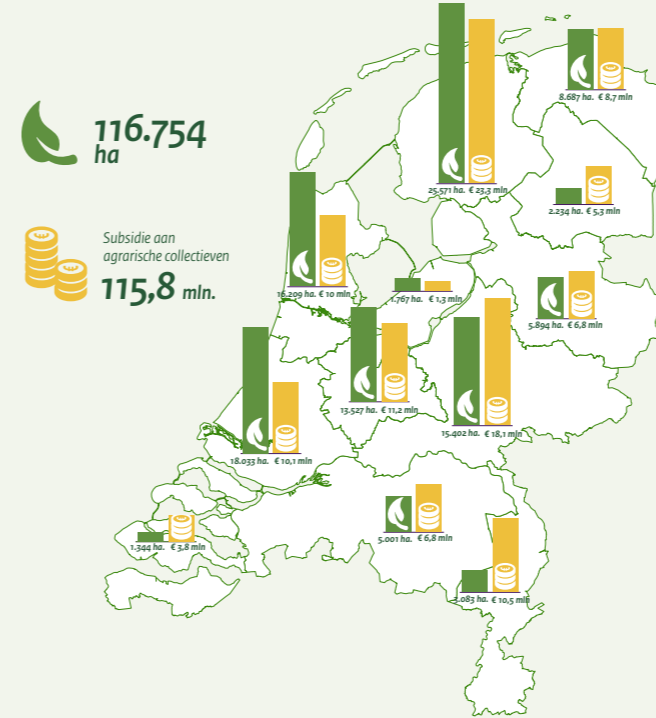 116.754
ha
Subsidie aan
agrarische collectieven
115,8 mln.
8.687 ha. € 8,7 mln
25.571 ha. € 23,3 mln
2.234 ha. € 5,3 mln
16.209 ha. € 10 mln
1.767 ha. € 1,3 mln
5.894 ha. € 6,8 mln
13.527 ha. € 11,2 mln
15.402 ha. € 18,1 mln
18.033 ha. € 10,1 mln
5.001 ha. € 6,8 mln
1.344 ha. € 3,8 mln
3.083 ha. € 10,5 mln